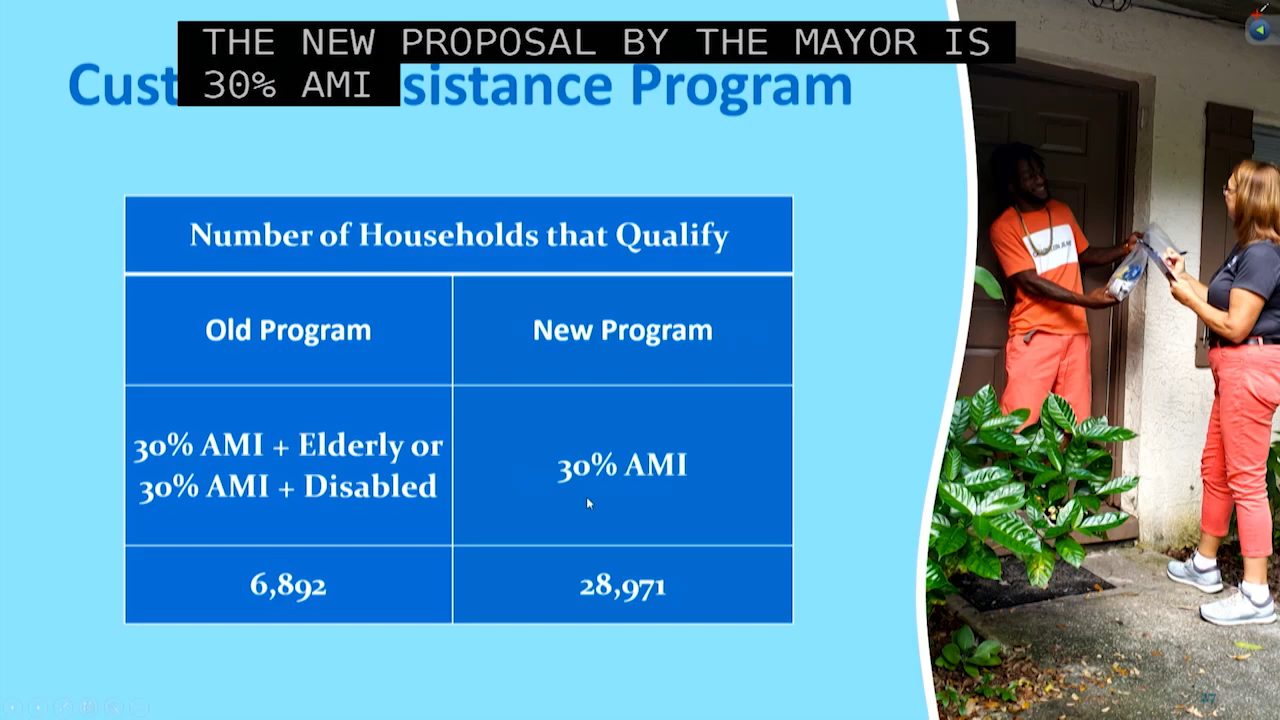 THE NEW PROPOSAL BY THE MAYOR IS
30% AMI
Cust sistance Program
Number of Households that Qualify
Old Program
New Program
30% AMI + Elderly or
30% AMI + Disabled
30% AMI
6,892
28,971
47